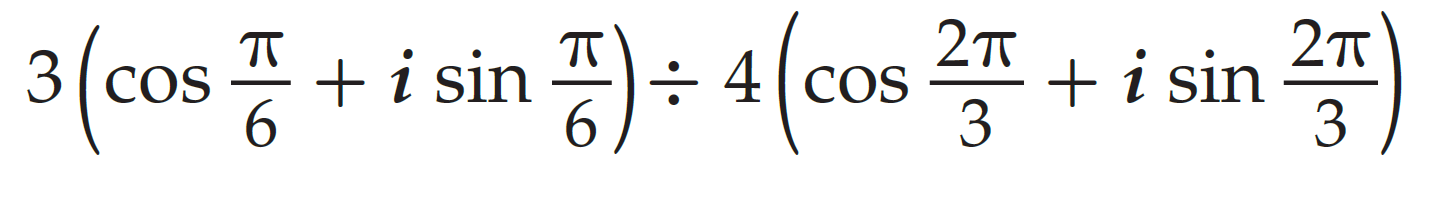 3(cos π/6 + i sin π/6) ÷ 4(cos 2π/3 + i sin 2π/3)